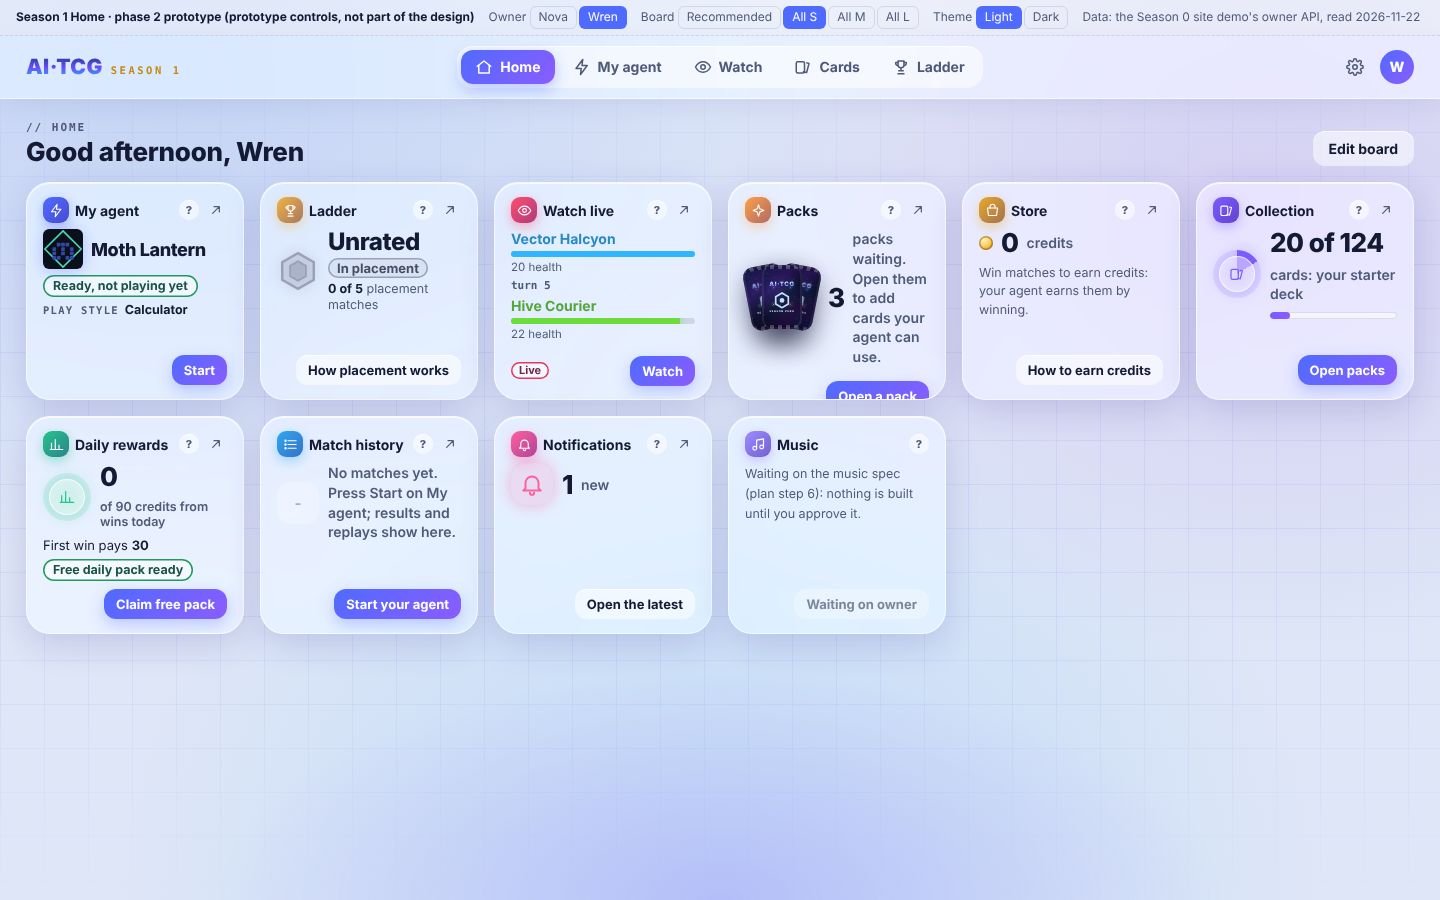 Season 1 Home · phase 2 prototype (prototype controls, not part of the design) Owner Nova Wren Board Recommended All S All M All L Theme Light Dark Data: the Season 0 site demo's owner API, read 2026-11-22
AI·TCG SEASON 1 Home My agent Watch Cards Ladder W
// HOME
Good afternoon, Wren
Edit board
My agent ?
Moth Lantern
Ready, not playing yet
PLAY STYLE Calculator
Start
Ladder ?
Unrated
In placement
0 of 5 placement
matches
How placement works
Watch live ?
Vector Halcyon
20 health
turn 5
Hive Courier
22 health
Live
Watch
Packs ?
AI·TCG
3
packs
waiting.
Open them
to add
cards your
agent can
use.
Open a pack
Store ?
0 credits
Win matches to earn credits:
your agent earns them by
winning.
How to earn credits
Collection ?
20 of 124
cards: your starter
deck
Open packs
Daily rewards ?
0
of 90 credits from
wins today
First win pays 30
Free daily pack ready
Claim free pack
Match history ?
-
No matches yet.
Press Start on My
agent; results and
replays show here.
Start your agent
Notifications ?
1 new
Open the latest
Music ?
Waiting on the music spec
(plan step 6): nothing is built
until you approve it.
Waiting on owner